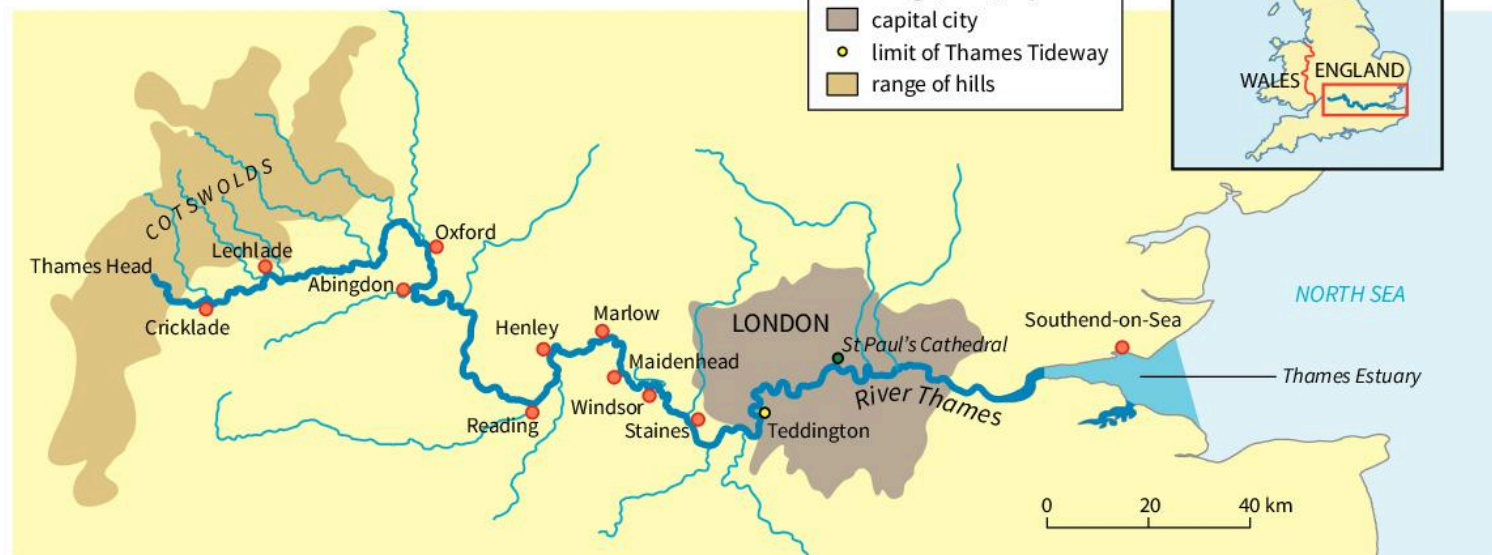 capital city
limit of Thames Tideway
range of hills
WALES
ENGLAND
COTSWOLDS
Thames Head
Lechlade
Cricklade
Oxford
Abingdon
Henley
Marlow
Maidenhead
Reading
Windsor
Staines
LONDON
St Paul's Cathedral
River Thames
Teddington
Southend-on-Sea
NORTH SEA
Thames Estuary
0 20 40 km